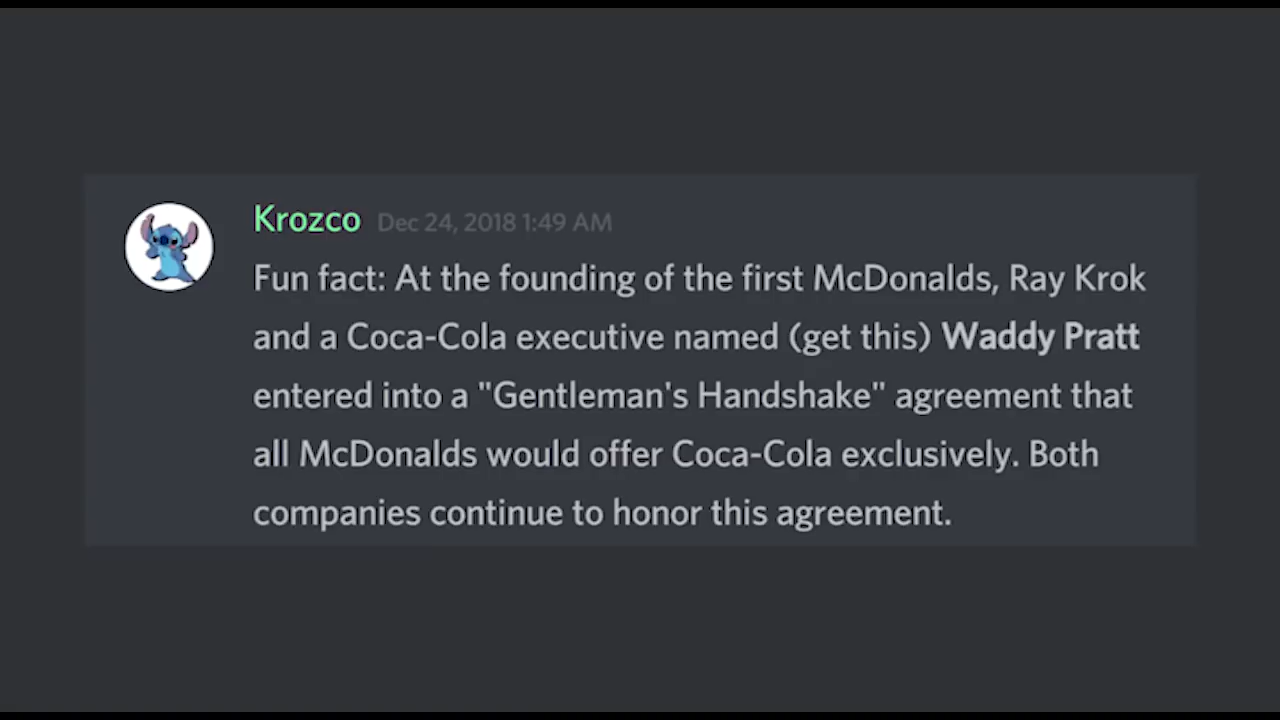 Krozco Dec 24, 2018 1:49 AM
Fun fact: At the founding of the first McDonalds, Ray Krok
and a Coca-Cola executive named (get this) Waddy Pratt
entered into a "Gentleman's Handshake" agreement that
all McDonalds would offer Coca-Cola exclusively. Both
companies continue to honor this agreement.